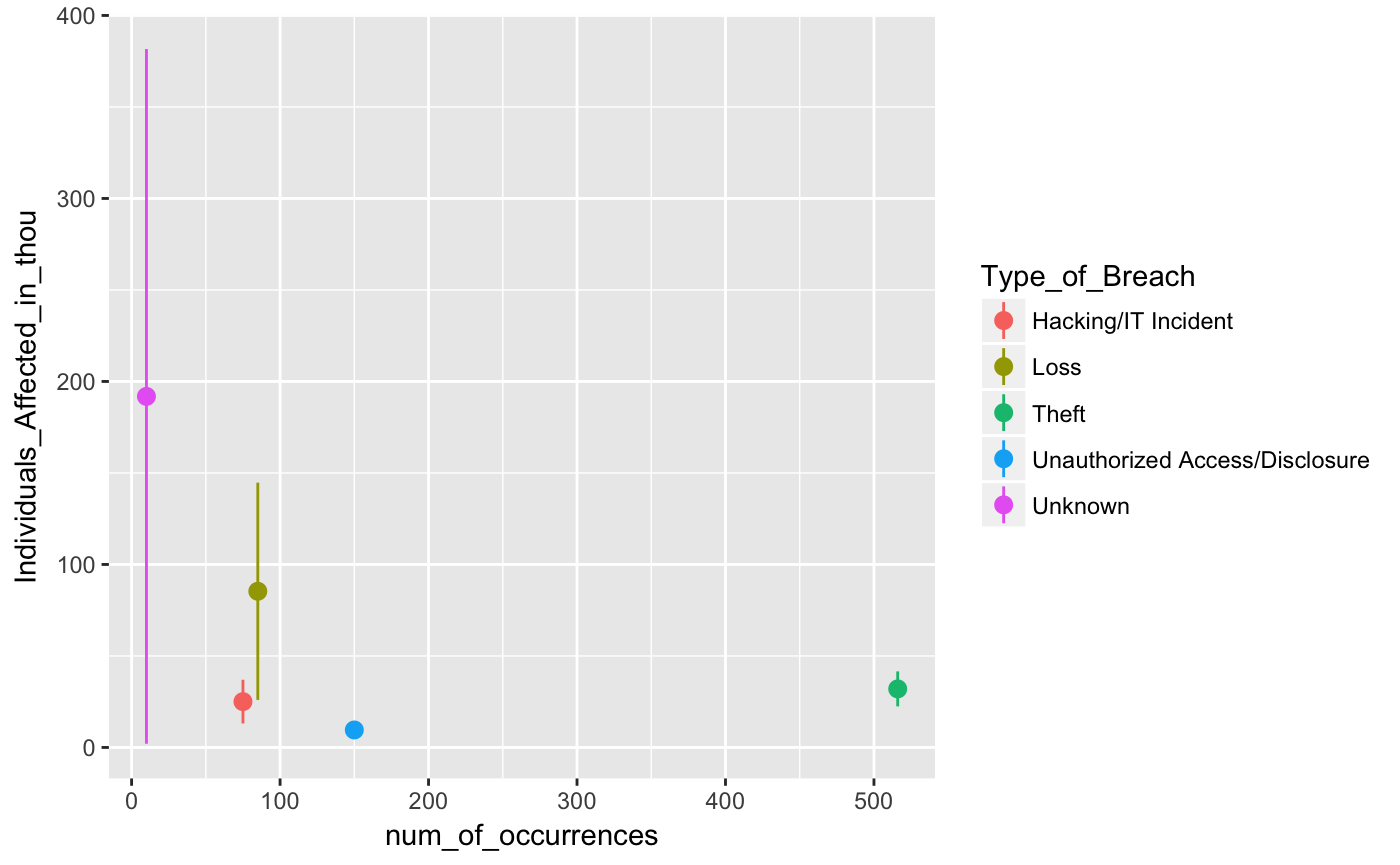 400
300
200
100
0
Individuals_Affected_in_thou
0 100 200 300 400 500
num_of_occurrences
Type_of_Breach
Hacking/IT Incident
Loss
Theft
Unauthorized Access/Disclosure
Unknown